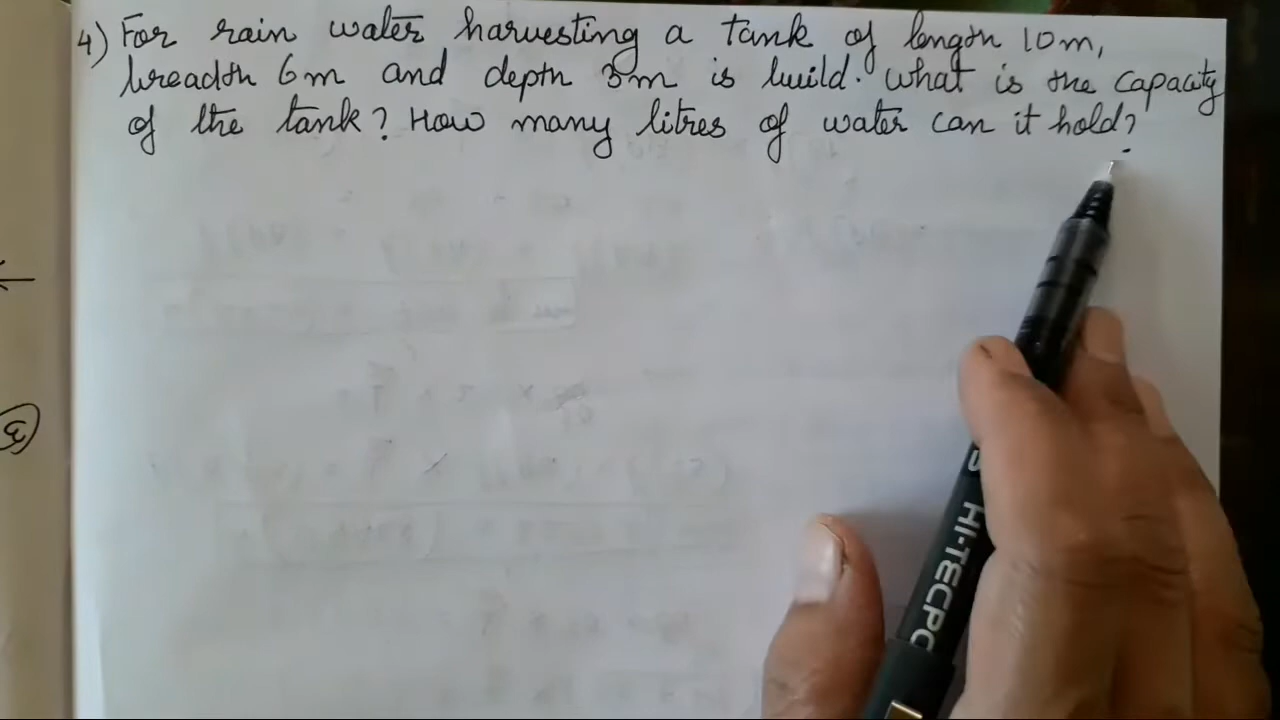 4) For rain water harvesting a tank of length 10m,
breadth 6m and depth 3m is build. What is the capacity
of the tank? How many litres of water can it hold?
3
HI-TECPO